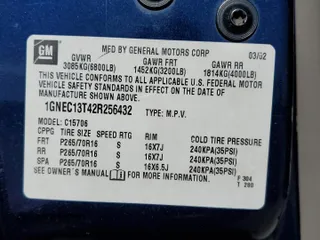 GM
MFD BY GENERAL MOTORS CORP 03/02
GVWR GAWR FRT GAWR RR
3085KG(6800LB) 1452KG(3200LB) 1814KG(4000LB)
THIS VEHICLE CONFORMS TO ALL APPLICABLE U.S. FEDERAL MOTOR
VEHICLE SAFETY STANDARDS IN EFFECT ON THE DATE OF
MANUFACTURE SHOWN ABOVE.
1GNEC13T42R256432 TYPE: M.P.V.
MODEL: C15706
CPPG TIRE SIZE SPEED RTG RIM COLD TIRE PRESSURE
FRT P265/70R16 S 16X7J 240KPA(35PSI)
RR P265/70R16 S 16X7J 240KPA(35PSI)
SPA P265/70R16 S 16X6.5J 240KPA(35PSI)
SEE OWNER'S MANUAL FOR MORE INFORMATION.
F 304
T 280